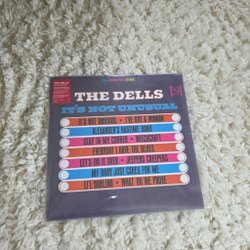 THE DELLS
IT'S NOT UNUSUAL
IT'S NOT UNUSUAL • I'VE GOT A WOMAN
ALEXANDER'S RAGTIME BAND
STAY IN MY CORNER • WITCHCRAFT
EVERYDAY I HAVE THE BLUES
LET'S DO IT OVER • JEEPERS CREEPERS
MY BABY JUST CARES FOR ME
LI'L DARLING • WHAT DO WE PROVE